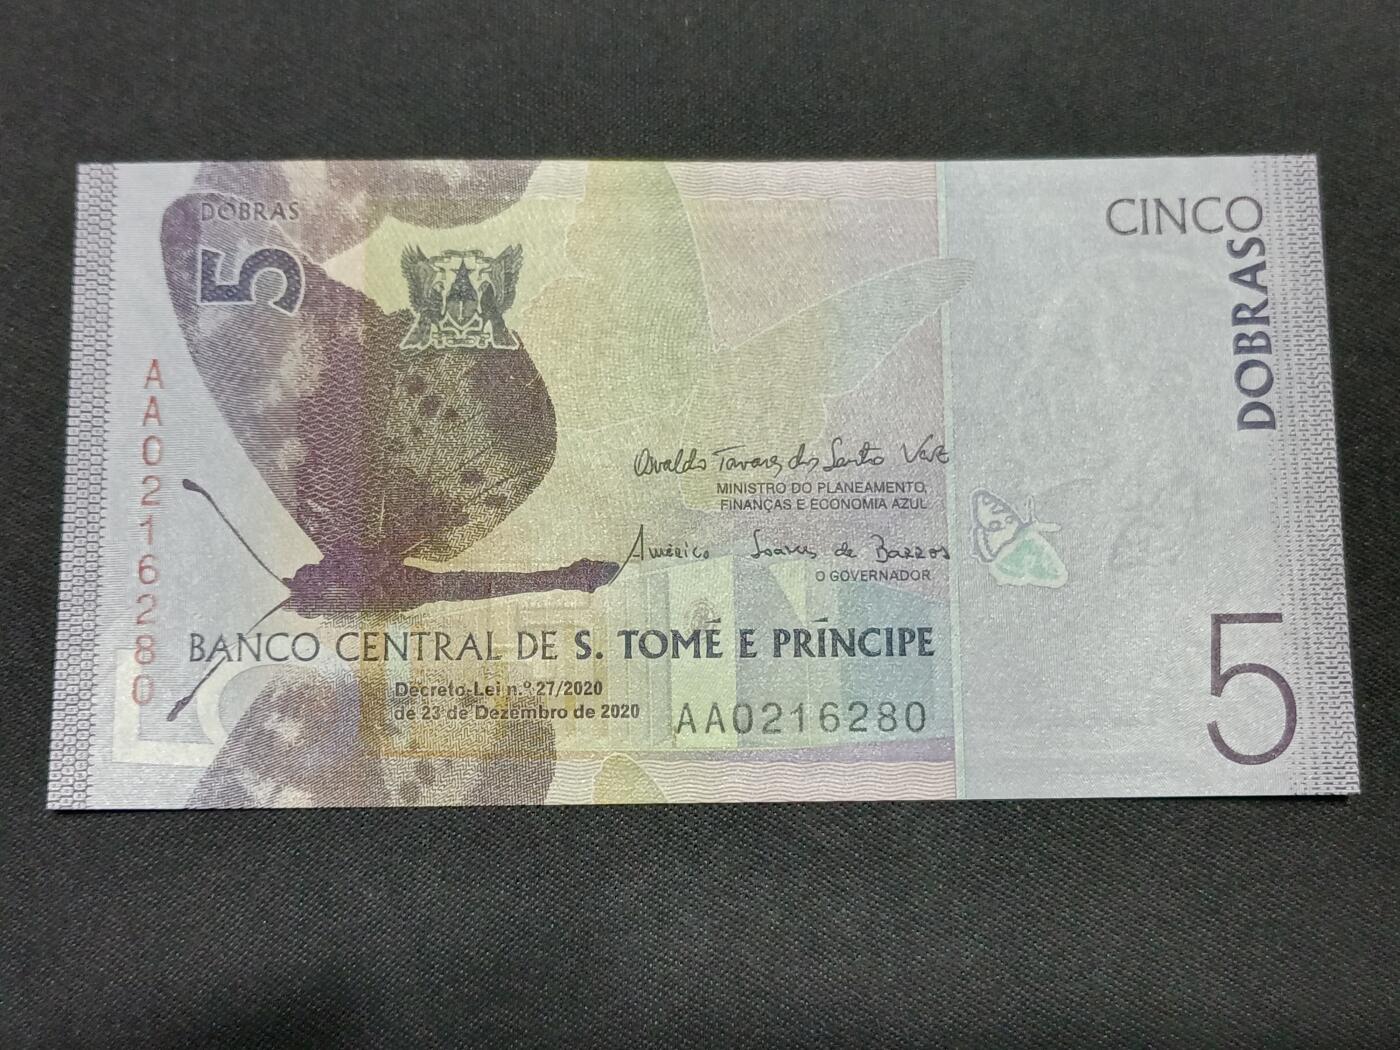 DOBRAS
5
CINCO
DOBRAS
AA0216280
Osvaldo Tavares dos Santos Vaz
MINISTRO DO PLANEAMENTO,
FINANÇAS E ECONOMIA AZUL
Américo Soares de Barros
O GOVERNADOR
BANCO CENTRAL DE S. TOMÉ E PRÍNCIPE
Decreto-Lei n.º 27/2020
de 23 de Dezembro de 2020
AA0216280
5